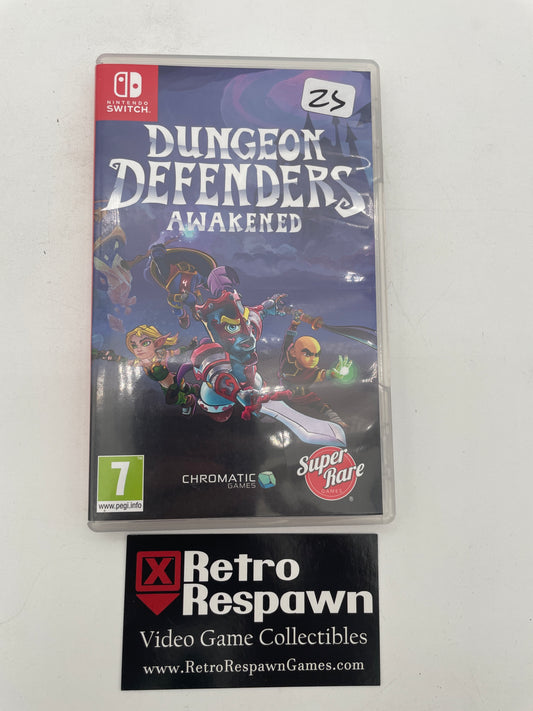 NINTENDO
SWITCH™
25
DUNGEON
DEFENDERS
AWAKENED
7
www.pegi.info
CHROMATIC
GAMES
Super
Rare
GAMES
®
X Retro
Respawn
Video Game Collectibles
www.RetroRespawnGames.com